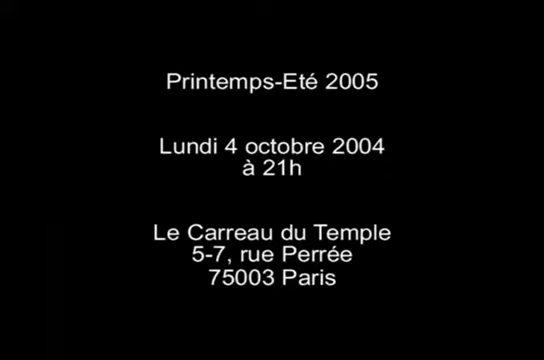 Printemps-Eté 2005
Lundi 4 octobre 2004
à 21h
Le Carreau du Temple
5-7, rue Perrée
75003 Paris